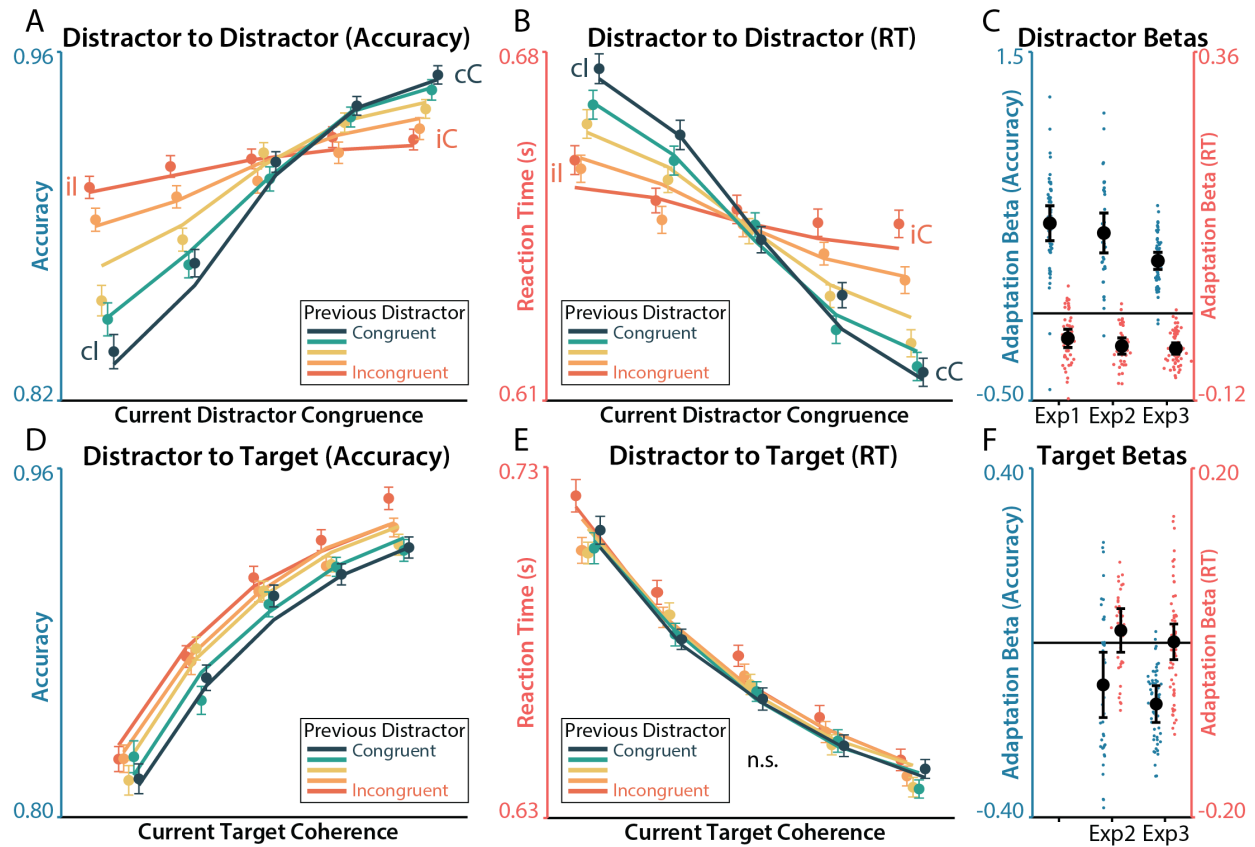 A
Distractor to Distractor (Accuracy)
0.96
Accuracy
0.82
iI
cI
cC
iC
Previous Distractor
Congruent
Incongruent
Current Distractor Congruence
B
Distractor to Distractor (RT)
0.68
Reaction Time (s)
0.61
cI
iI
iC
cC
Previous Distractor
Congruent
Incongruent
Current Distractor Congruence
C
Distractor Betas
1.5
0.36
Adaptation Beta (Accuracy)
Adaptation Beta (RT)
-0.50
-0.12
Exp1 Exp2 Exp3
D
Distractor to Target (Accuracy)
0.96
Accuracy
0.80
Previous Distractor
Congruent
Incongruent
Current Target Coherence
E
Distractor to Target (RT)
0.73
Reaction Time (s)
0.63
n.s.
Previous Distractor
Congruent
Incongruent
Current Target Coherence
F
Target Betas
0.40
0.20
Adaptation Beta (Accuracy)
Adaptation Beta (RT)
-0.40
-0.20
Exp2 Exp3